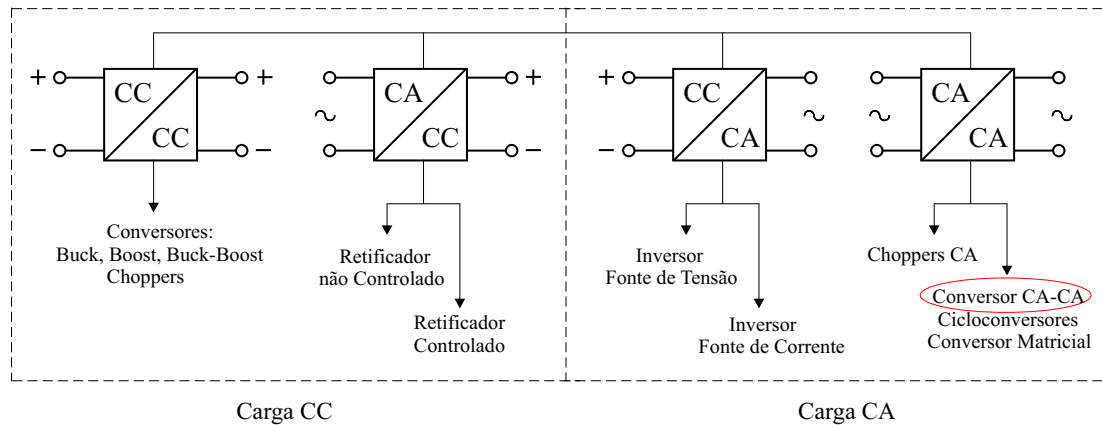 CC
CC
+
−
+
−
CA
CC
~
+
−
CC
CA
+
−
~
CA
CA
~
~
Conversores:
Buck, Boost, Buck-Boost
Choppers
Retificador
não Controlado
Retificador
Controlado
Inversor
Fonte de Tensão
Inversor
Fonte de Corrente
Choppers CA
Conversor CA-CA
Cicloconversores
Conversor Matricial
Carga CC
Carga CA